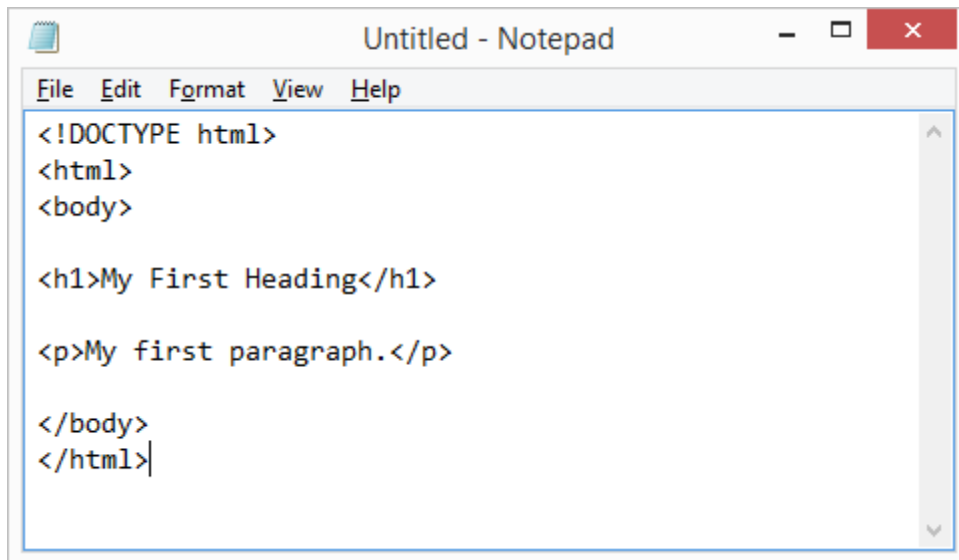 Untitled - Notepad
File Edit Format View Help
<!DOCTYPE html>
<html>
<body>
<h1>My First Heading</h1>
<p>My first paragraph.</p>
</body>
</html>